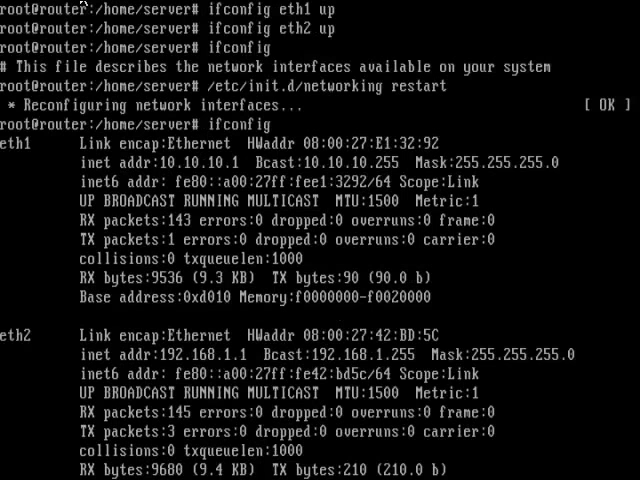 root@router:/home/server# ifconfig eth1 up
root@router:/home/server# ifconfig eth2 up
root@router:/home/server# ifconfig
# This file describes the network interfaces available on your system
root@router:/home/server# /etc/init.d/networking restart
* Reconfiguring network interfaces... [ OK ]
root@router:/home/server# ifconfig
eth1 Link encap:Ethernet HWaddr 08:00:27:E1:32:92
inet addr:10.10.10.1 Bcast:10.10.10.255 Mask:255.255.255.0
inet6 addr: fe80::a00:27ff:fee1:3292/64 Scope:Link
UP BROADCAST RUNNING MULTICAST MTU:1500 Metric:1
RX packets:143 errors:0 dropped:0 overruns:0 frame:0
TX packets:1 errors:0 dropped:0 overruns:0 carrier:0
collisions:0 txqueuelen:1000
RX bytes:9536 (9.3 KB) TX bytes:90 (90.0 b)
Base address:0xd010 Memory:f0000000-f0020000
eth2 Link encap:Ethernet HWaddr 08:00:27:42:BD:5C
inet addr:192.168.1.1 Bcast:192.168.1.255 Mask:255.255.255.0
inet6 addr: fe80::a00:27ff:fe42:bd5c/64 Scope:Link
UP BROADCAST RUNNING MULTICAST MTU:1500 Metric:1
RX packets:145 errors:0 dropped:0 overruns:0 frame:0
TX packets:3 errors:0 dropped:0 overruns:0 carrier:0
collisions:0 txqueuelen:1000
RX bytes:9680 (9.4 KB) TX bytes:210 (210.0 b)